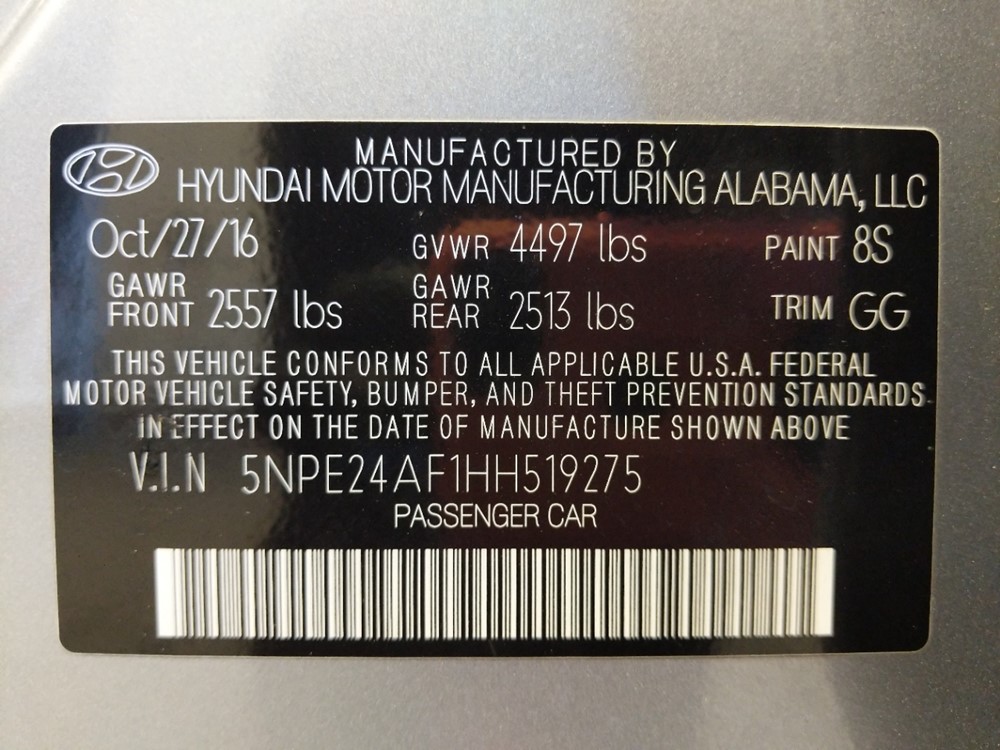 MANUFACTURED BY
HYUNDAI MOTOR MANUFACTURING ALABAMA, LLC
Oct/27/16 GVWR 4497 lbs PAINT 8S
GAWR FRONT 2557 lbs GAWR REAR 2513 lbs TRIM GG
THIS VEHICLE CONFORMS TO ALL APPLICABLE U.S.A. FEDERAL
MOTOR VEHICLE SAFETY, BUMPER, AND THEFT PREVENTION STANDARDS
IN EFFECT ON THE DATE OF MANUFACTURE SHOWN ABOVE
V.I.N 5NPE24AF1HH519275
PASSENGER CAR